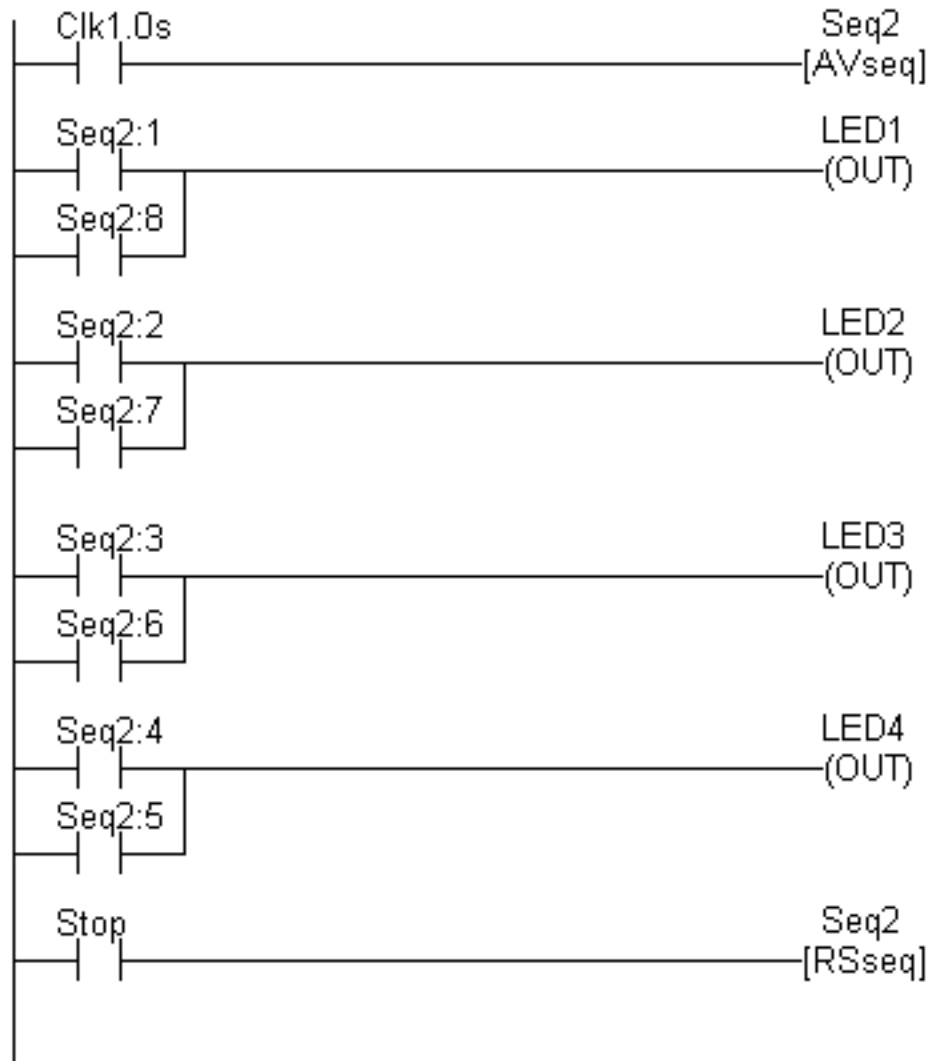 Clk1.0s Seq2
[AVseq]
Seq2:1 LED1
(OUT)
Seq2:8
Seq2:2 LED2
(OUT)
Seq2:7
Seq2:3 LED3
(OUT)
Seq2:6
Seq2:4 LED4
(OUT)
Seq2:5
Stop Seq2
[RSseq]